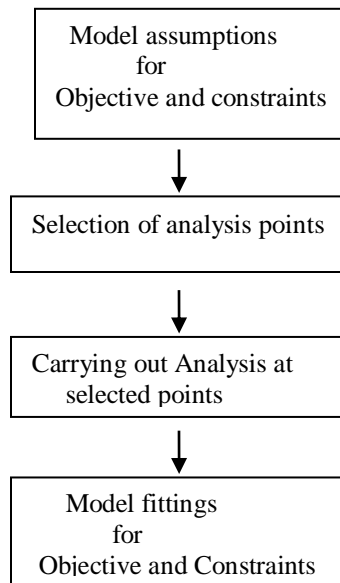 Model assumptions
for
Objective and constraints
Selection of analysis points
Carrying out Analysis at
selected points
Model fittings
for
Objective and Constraints